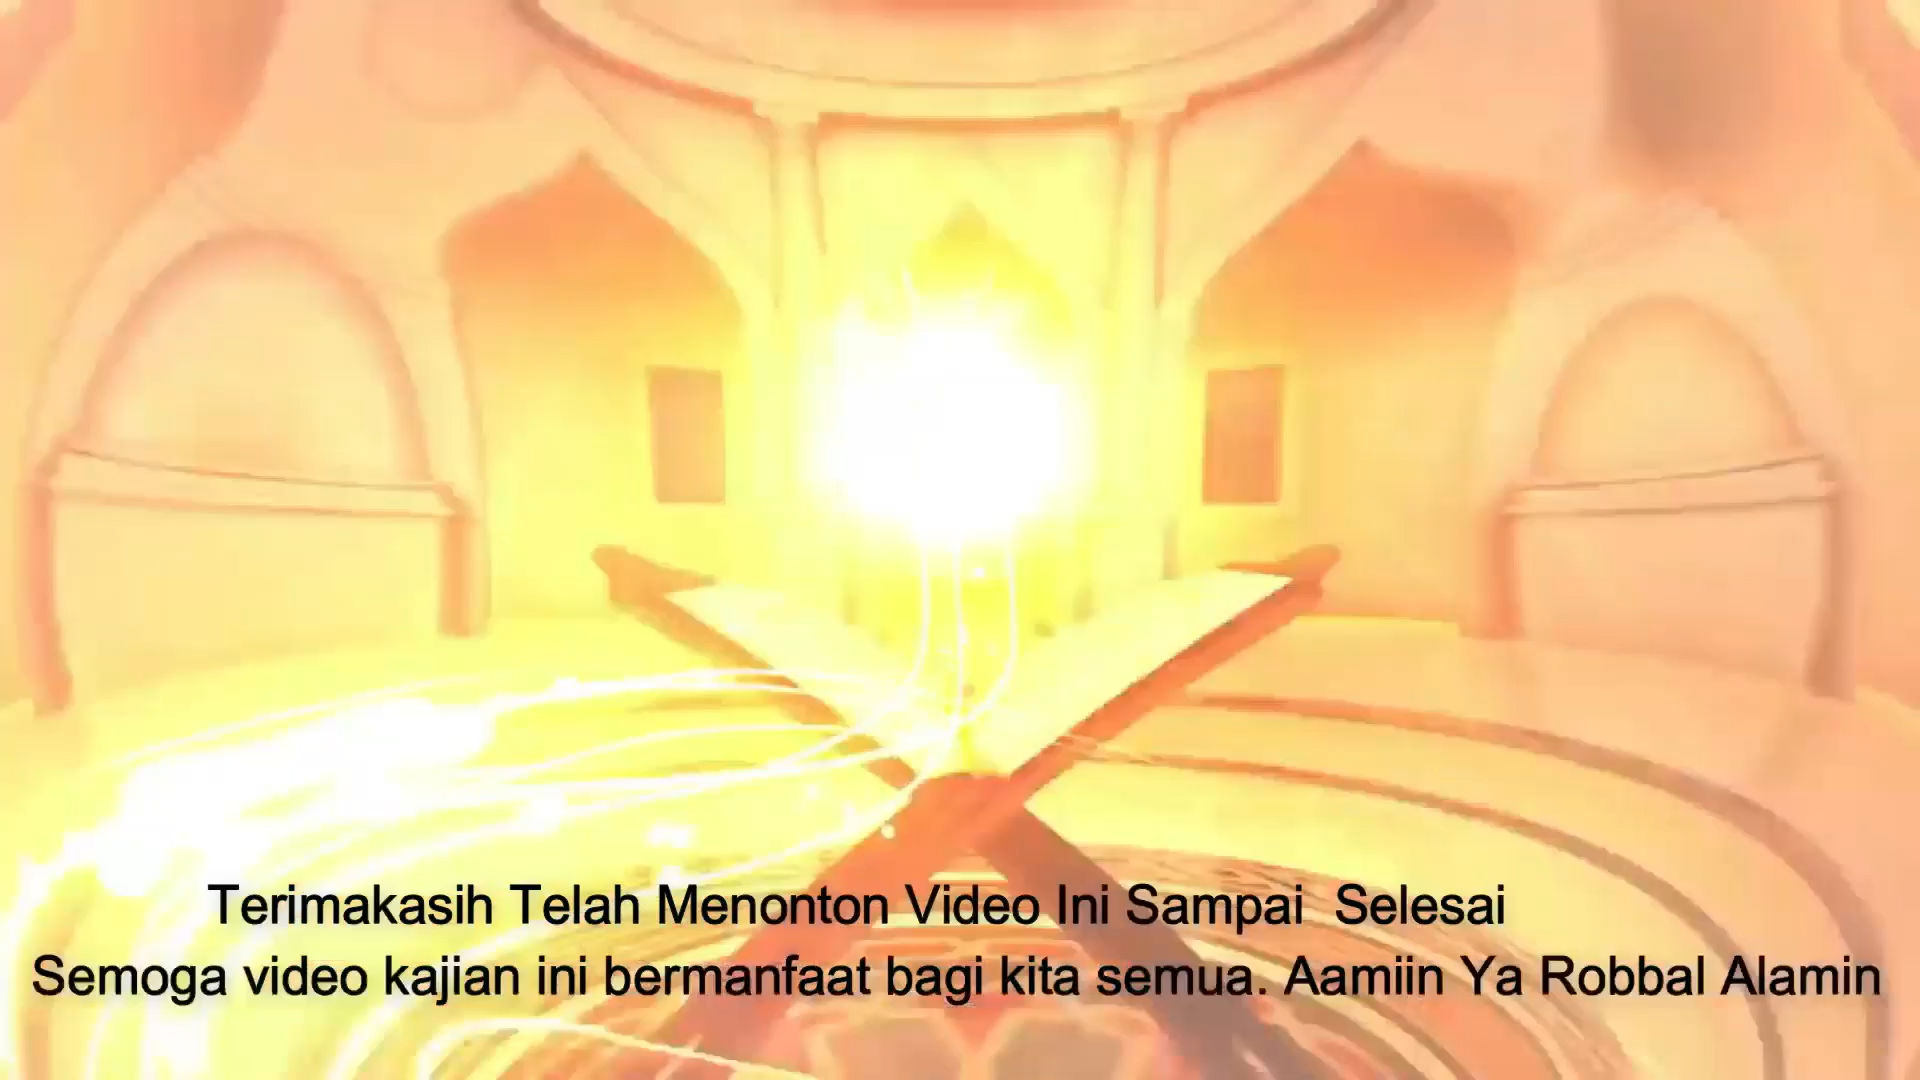 Terimakasih Telah Menonton Video Ini Sampai  Selesai
Semoga video kajian ini bermanfaat bagi kita semua. Aamiin Ya Robbal Alamin